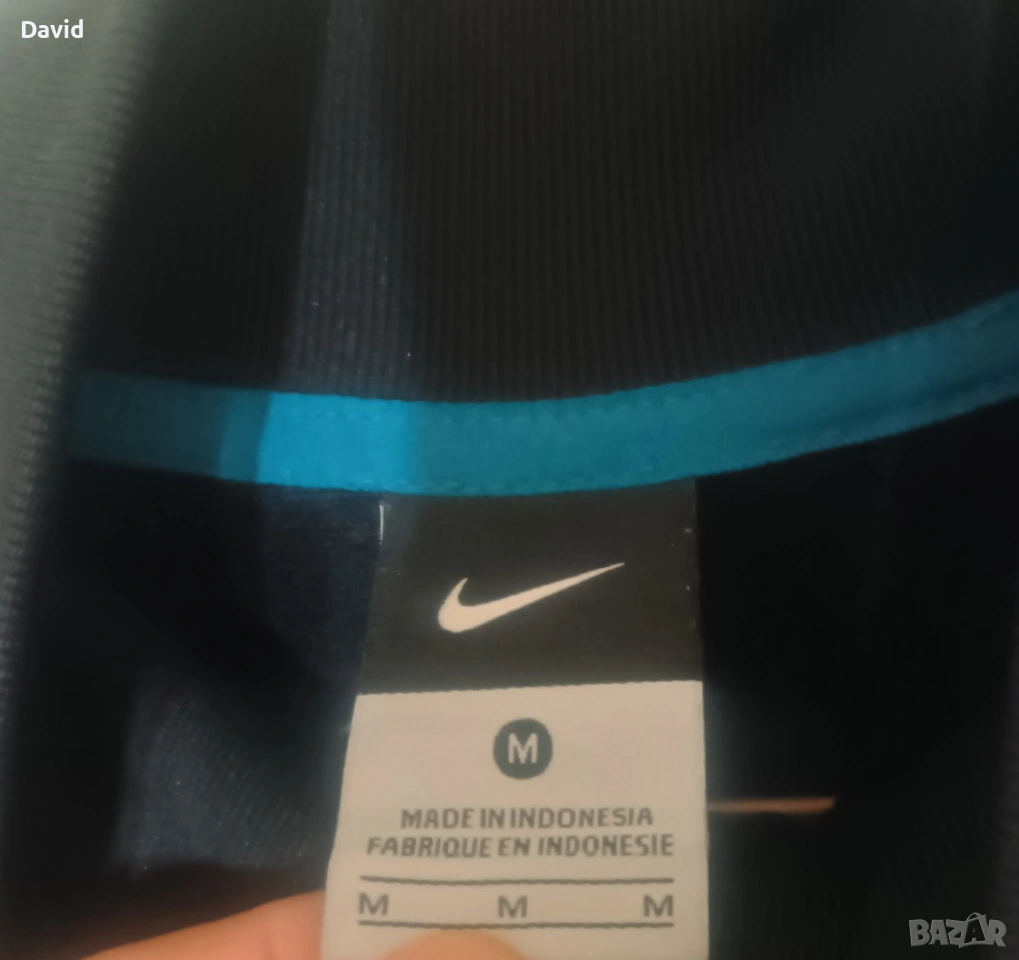 David
M
MADE IN INDONESIA
FABRIQUE EN INDONESIE
M M M
BAZAR